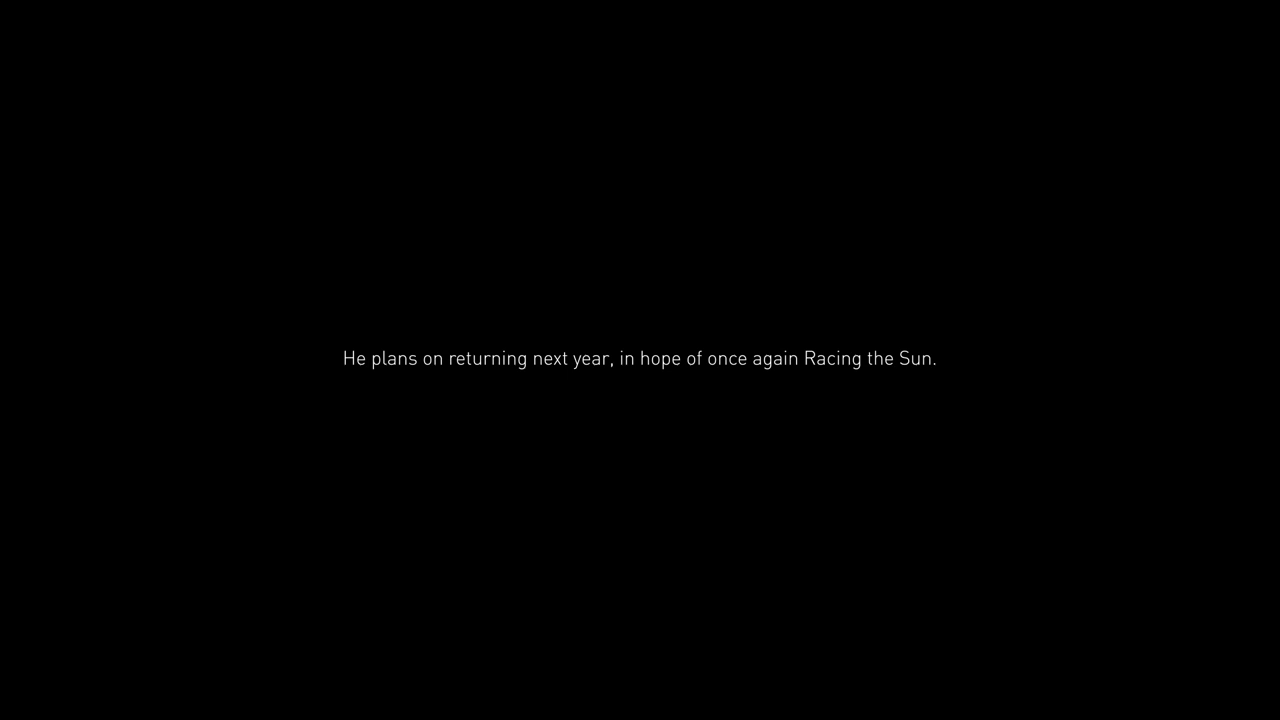 He plans on returning next year, in hope of once again Racing the Sun.